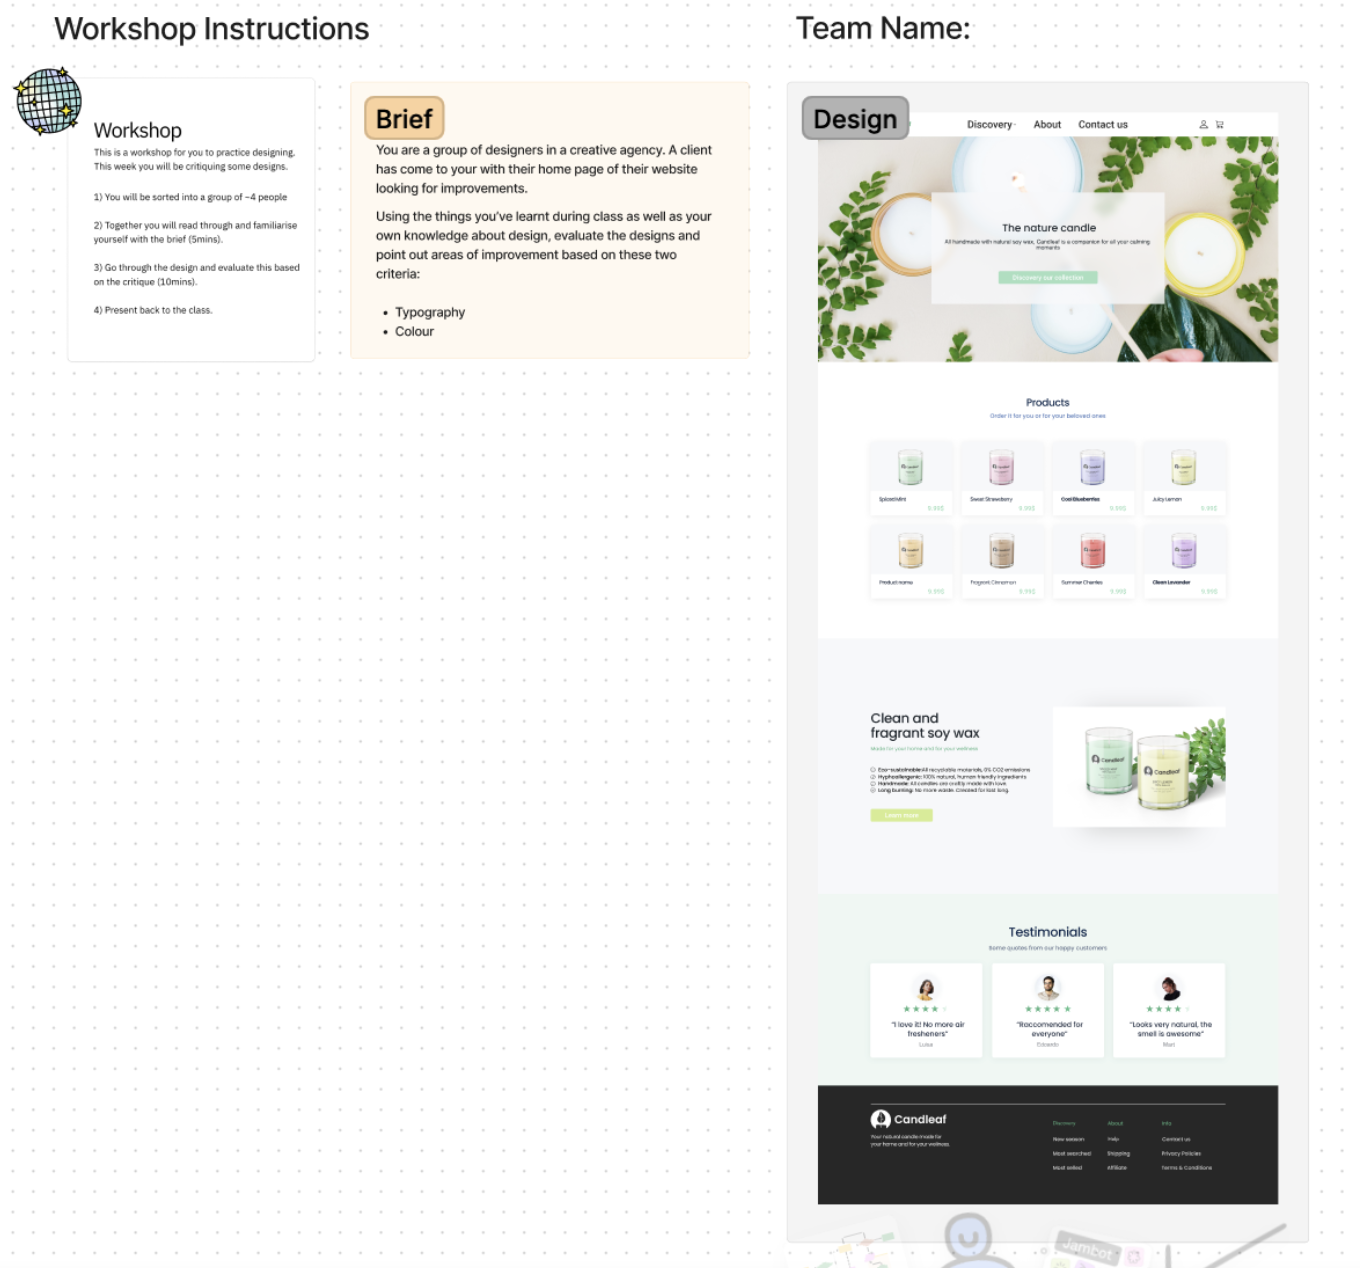 Workshop Instructions
Team Name:
Workshop
This is a workshop for you to practice designing.
This week you will be critiquing some designs.
1) You will be sorted into a group of ~4 people
2) Together you will read through and familiarise
yourself with the brief (5mins).
3) Go through the design and evaluate this based
on the critique (10mins).
4) Present back to the class.
Brief
You are a group of designers in a creative agency. A client
has come to your with their home page of their website
looking for improvements.
Using the things you've learnt during class as well as your
own knowledge about design, evaluate the designs and
point out areas of improvement based on these two
criteria:
• Typography
• Colour
Design
Discovery
About
Contact us
The nature candle
All handmade with natural soy wax, Candleaf is a companion for all your calming
moments
Discovery our collection
Products
Order it for you or for your beloved ones
Candleaf
Candleaf
Candleaf
Candleaf
Spiced Mint
9.99$
Sweet Strawberry
9.99$
Cool Blueberries
9.99$
Juicy Lemon
9.99$
Candleaf
Candleaf
Candleaf
Candleaf
Product name
9.99$
Fragrant Cinnamon
9.99$
Summer Cherries
9.99$
Clean Lavander
9.99$
Clean and
fragrant soy wax
Made for your home and for your wellness
Eco-sustainable:All recyclable materials, 0% CO2 emissions
Hyphoallergenic: 100% natural, human friendly ingredients
Handmade: All candles are craftly made with love.
Long burning: No more waste. Created for last long.
Learn more
Candleaf
Candleaf
Testimonials
Some quotes from our happy customers
"I love it! No more air
fresheners"
Luisa
"Raccomended for
everyone"
Edoardo
"Looks very natural, the
smell is awesome"
Mart
Candleaf
Your natural candle made for
your home and for your wellness.
Discovery
New season
Most searched
Most selled
About
Help
Shipping
Affiliate
Info
Contact us
Privacy Policies
Terms & Conditions
Jambot